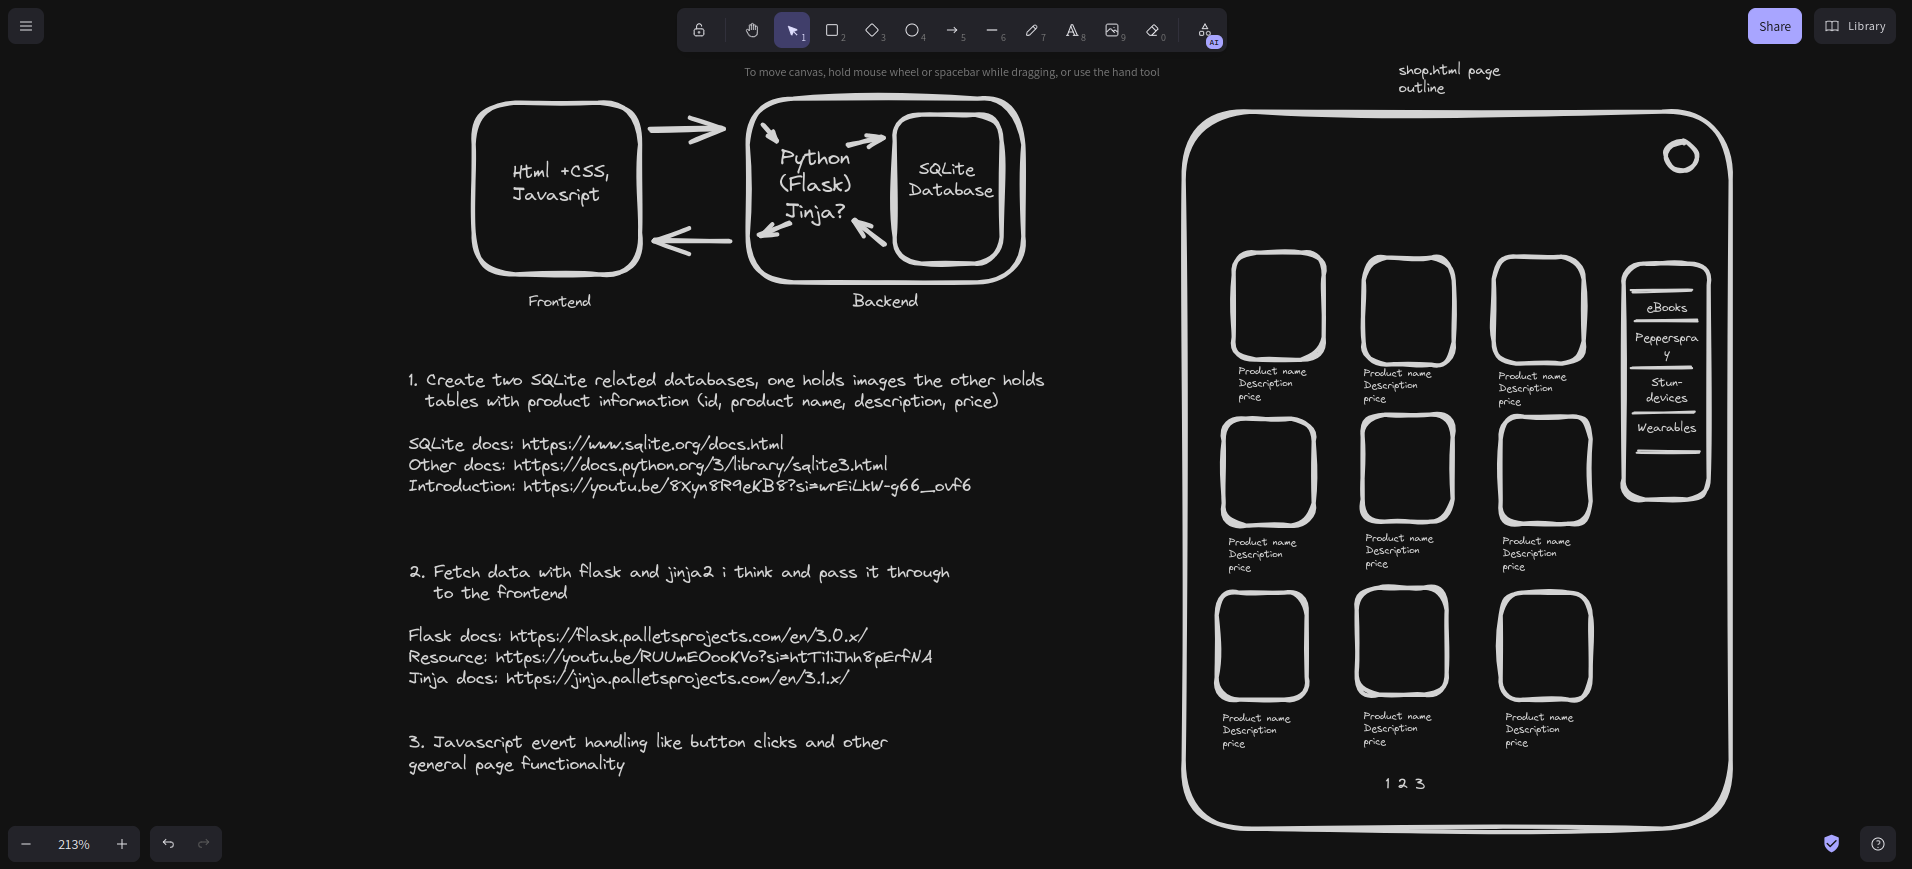 1
2
3
4
5
6
7
8
9
0
AI
Share
Library
To move canvas, hold mouse wheel or spacebar while dragging, or use the hand tool
Html +CSS,
Javasript
Frontend
Python
(Flask)
Jinja?
SQLite
Database
Backend
1. Create two SQLite related databases, one holds images the other holds
tables with product information (id, product name, description, price)
SQLite docs: https://www.sqlite.org/docs.html
Other docs: https://docs.python.org/3/library/sqlite3.html
Introduction: https://youtu.be/8Xyn8R9eKB8?si=wrEiLkW-g66_ovf6
2. Fetch data with flask and jinja2 i think and pass it through
to the frontend
Flask docs: https://flask.palletsprojects.com/en/3.0.x/
Resource: https://youtu.be/RUUmEOooKVo?si=htTi1iJhh8pErfNA
Jinja docs: https://jinja.palletsprojects.com/en/3.1.x/
3. Javascript event handling like button clicks and other
general page functionality
shop.html page
outline
Product name
Description
price
Product name
Description
price
Product name
Description
price
eBooks
Pepperspra
y
Stun-
devices
Wearables
Product name
Description
price
Product name
Description
price
Product name
Description
price
Product name
Description
price
Product name
Description
price
Product name
Description
price
1 2 3
213%